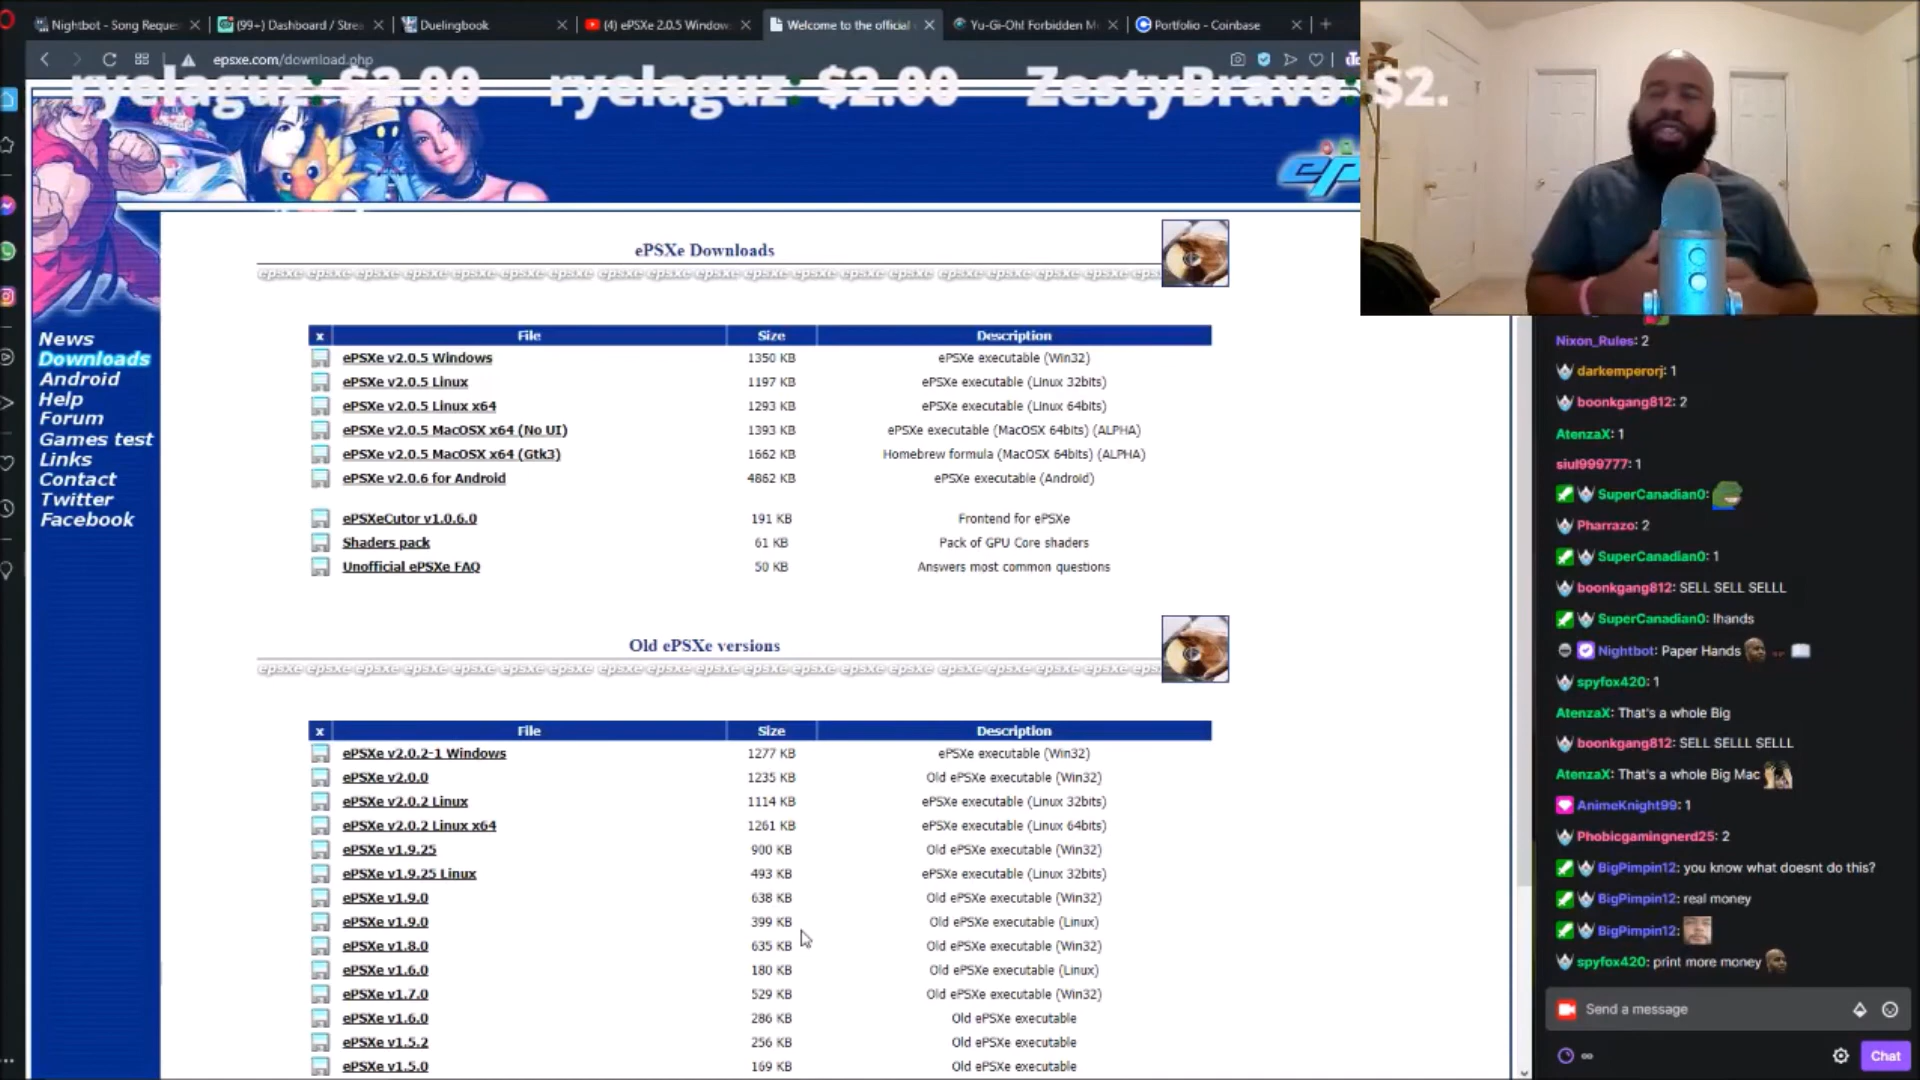 Nightbot - Song Reques
(99+) Dashboard / Strea
Duelingbook
(4) ePSXe 2.0.5 Window
Welcome to the official
Yu-Gi-Oh! Forbidden M
Portfolio - Coinbase
epsxe.com/download.php
ryelaguz: $2.00 ryelaguz: $2.00 ZestyBravo: $2.
ep
News
Downloads
Android
Help
Forum
Games test
Links
Contact
Twitter
Facebook
ePSXe Downloads
x File Size Description
ePSXe v2.0.5 Windows 1350 KB ePSXe executable (Win32)
ePSXe v2.0.5 Linux 1197 KB ePSXe executable (Linux 32bits)
ePSXe v2.0.5 Linux x64 1293 KB ePSXe executable (Linux 64bits)
ePSXe v2.0.5 MacOSX x64 (No UI) 1393 KB ePSXe executable (MacOSX 64bits) (ALPHA)
ePSXe v2.0.5 MacOSX x64 (Gtk3) 1662 KB Homebrew formula (MacOSX 64bits) (ALPHA)
ePSXe v2.0.6 for Android 4862 KB ePSXe executable (Android)
ePSXeCutor v1.0.6.0 191 KB Frontend for ePSXe
Shaders pack 61 KB Pack of GPU Core shaders
Unofficial ePSXe FAQ 50 KB Answers most common questions
Old ePSXe versions
x File Size Description
ePSXe v2.0.2-1 Windows 1277 KB ePSXe executable (Win32)
ePSXe v2.0.0 1235 KB Old ePSXe executable (Win32)
ePSXe v2.0.2 Linux 1114 KB ePSXe executable (Linux 32bits)
ePSXe v2.0.2 Linux x64 1261 KB ePSXe executable (Linux 64bits)
ePSXe v1.9.25 900 KB Old ePSXe executable (Win32)
ePSXe v1.9.25 Linux 493 KB ePSXe executable (Linux 32bits)
ePSXe v1.9.0 638 KB Old ePSXe executable (Win32)
ePSXe v1.9.0 399 KB Old ePSXe executable (Linux)
ePSXe v1.8.0 635 KB Old ePSXe executable (Win32)
ePSXe v1.6.0 180 KB Old ePSXe executable (Linux)
ePSXe v1.7.0 529 KB Old ePSXe executable (Win32)
ePSXe v1.6.0 286 KB Old ePSXe executable
ePSXe v1.5.2 256 KB Old ePSXe executable
ePSXe v1.5.0 169 KB Old ePSXe executable
Nixon_Rules: 2
darkemperorj: 1
boonkgang812: 2
AtenzaX: 1
siul999777: 1
SuperCanadian0:
Pharrazo: 2
SuperCanadian0: 1
boonkgang812: SELL SELL SELLL
SuperCanadian0: !hands
Nightbot: Paper Hands
spyfox420: 1
AtenzaX: That's a whole Big
boonkgang812: SELL SELLL SELLL
AtenzaX: That's a whole Big Mac
AnimeKnight99: 1
Phobicgamingnerd25: 2
BigPimpin12: you know what doesnt do this?
BigPimpin12: real money
BigPimpin12:
spyfox420: print more money
Send a message
Chat